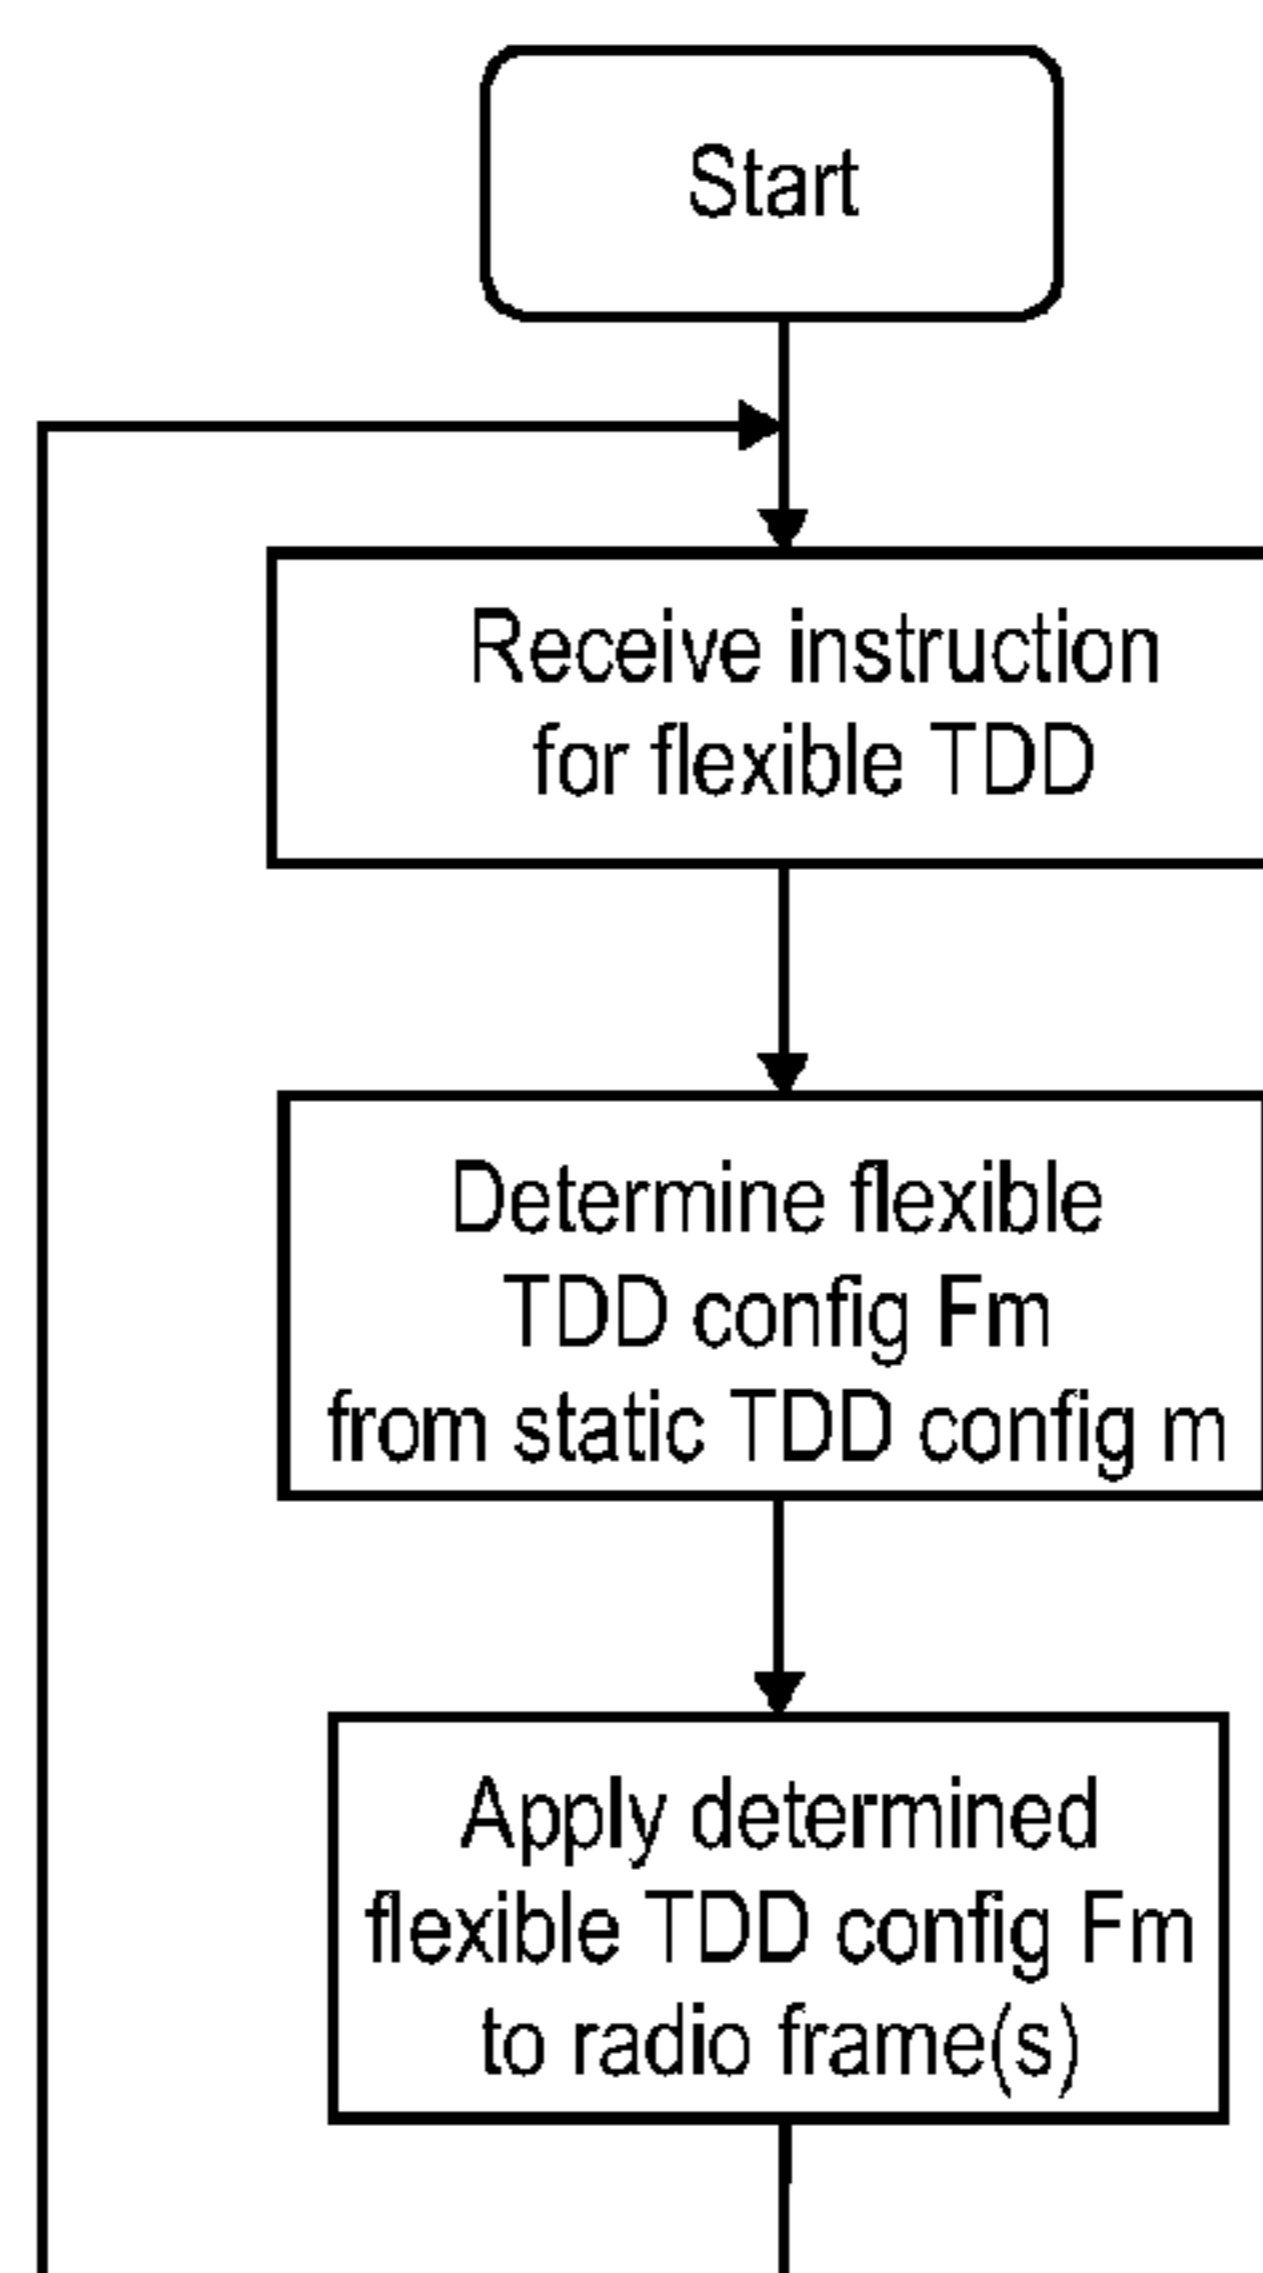 Start
Receive instruction
for flexible TDD
Determine flexible
TDD config Fm
from static TDD config m
Apply determined
flexible TDD config Fm
to radio frame(s)